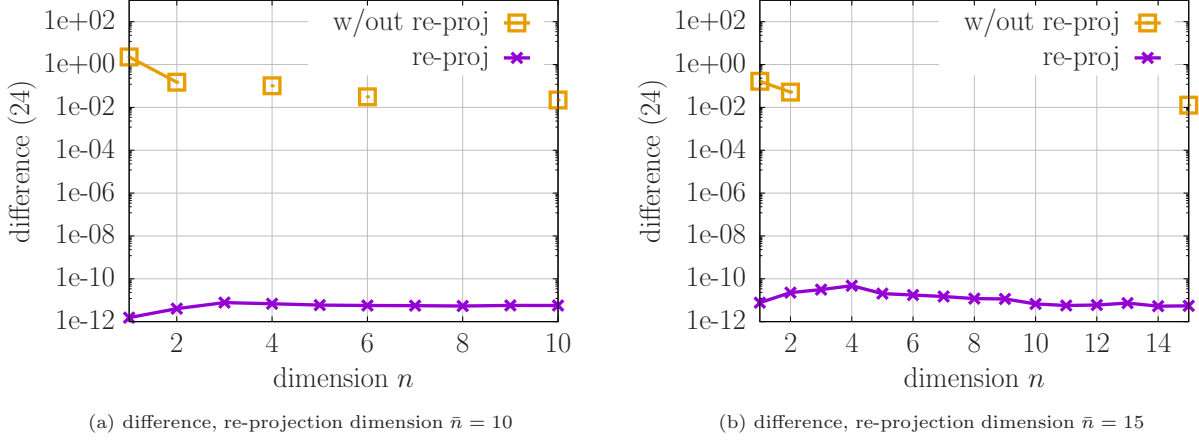 1e+02
1e+00
1e-02
1e-04
1e-06
1e-08
1e-10
1e-12
difference (24)
w/out re-proj
re-proj
2 4 6 8 10
dimension n
(a) difference, re-projection dimension n̄ = 10
1e+02
1e+00
1e-02
1e-04
1e-06
1e-08
1e-10
1e-12
difference (24)
w/out re-proj
re-proj
2 4 6 8 10 12 14
dimension n
(b) difference, re-projection dimension n̄ = 15